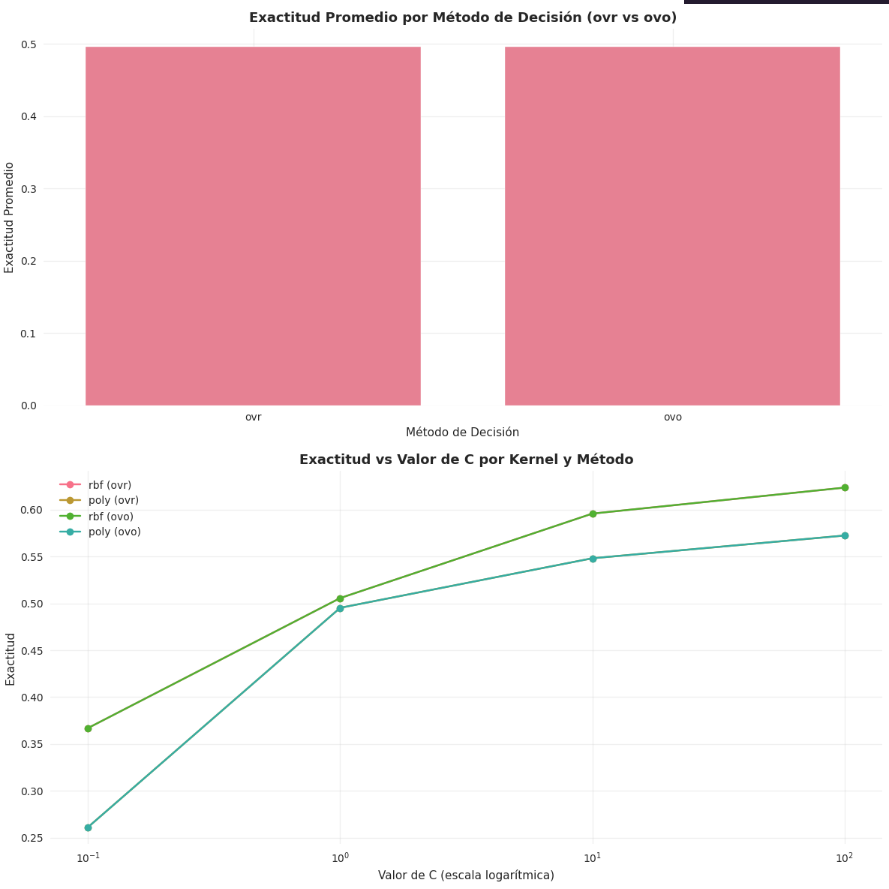 Exactitud Promedio por Método de Decisión (ovr vs ovo)
Exactitud Promedio
0.5
0.4
0.3
0.2
0.1
0.0
ovr
ovo
Método de Decisión
Exactitud vs Valor de C por Kernel y Método
rbf (ovr)
poly (ovr)
rbf (ovo)
poly (ovo)
Exactitud
0.60
0.55
0.50
0.45
0.40
0.35
0.30
0.25
10⁻¹
10⁰
10¹
10²
Valor de C (escala logarítmica)